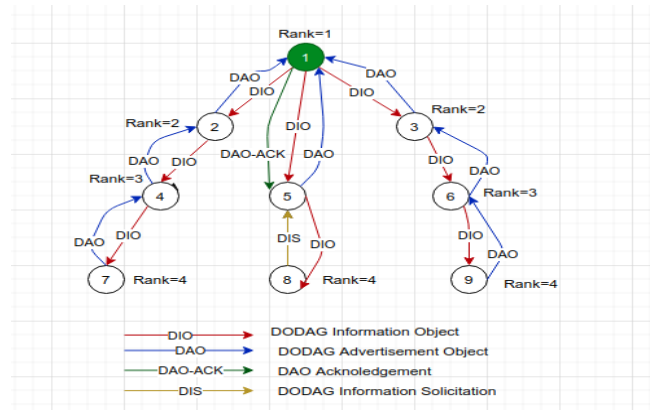 Rank=1
1
DAO
DAO
DIO
DIO
Rank=2
Rank=2
2
3
DIO
DAO-ACK
DAO
DAO
DIO
DIO
DAO
Rank=3
Rank=3
4
5
6
DAO
DIO
DIS
DIO
DIO
DAO
7
Rank=4
8
Rank=4
9
Rank=4
DIO
DODAG Information Object
DAO
DODAG Advertisement Object
DAO-ACK
DAO Acknoledgement
DIS
DODAG Information Solicitation